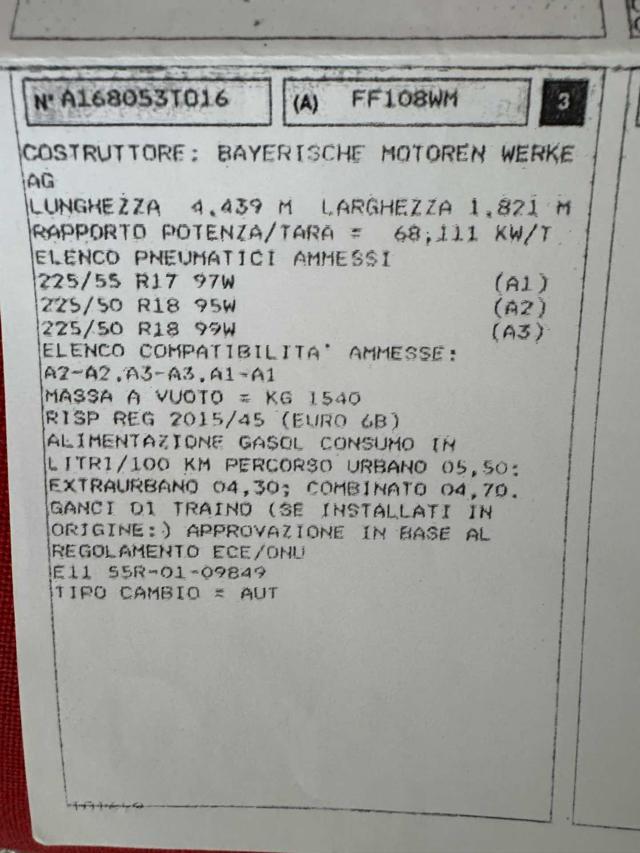 N° A168053TO16 (A) FF108WM 3
COSTRUTTORE: BAYERISCHE MOTOREN WERKE
AG
LUNGHEZZA 4,439 M LARGHEZZA 1,821 M
RAPPORTO POTENZA/TARA = 68,111 KW/T
ELENCO PNEUMATICI AMMESSI
225/55 R17 97W (A1)
225/50 R18 95W (A2)
225/50 R18 99W (A3)
ELENCO COMPATIBILITA' AMMESSE:
A2-A2,A3-A3,A1-A1
MASSA A VUOTO = KG 1540
RISP REG 2015/45 (EURO 6B)
ALIMENTAZIONE GASOL CONSUMO IN
LITRI/100 KM PERCORSO URBANO 05,50;
EXTRAURBANO 04,30; COMBINATO 04,70.
GANCI DI TRAINO (SE INSTALLATI IN
ORIGINE:) APPROVAZIONE IN BASE AL
REGOLAMENTO ECE/ONU
E11 55R-01-09849
TIPO CAMBIO = AUT